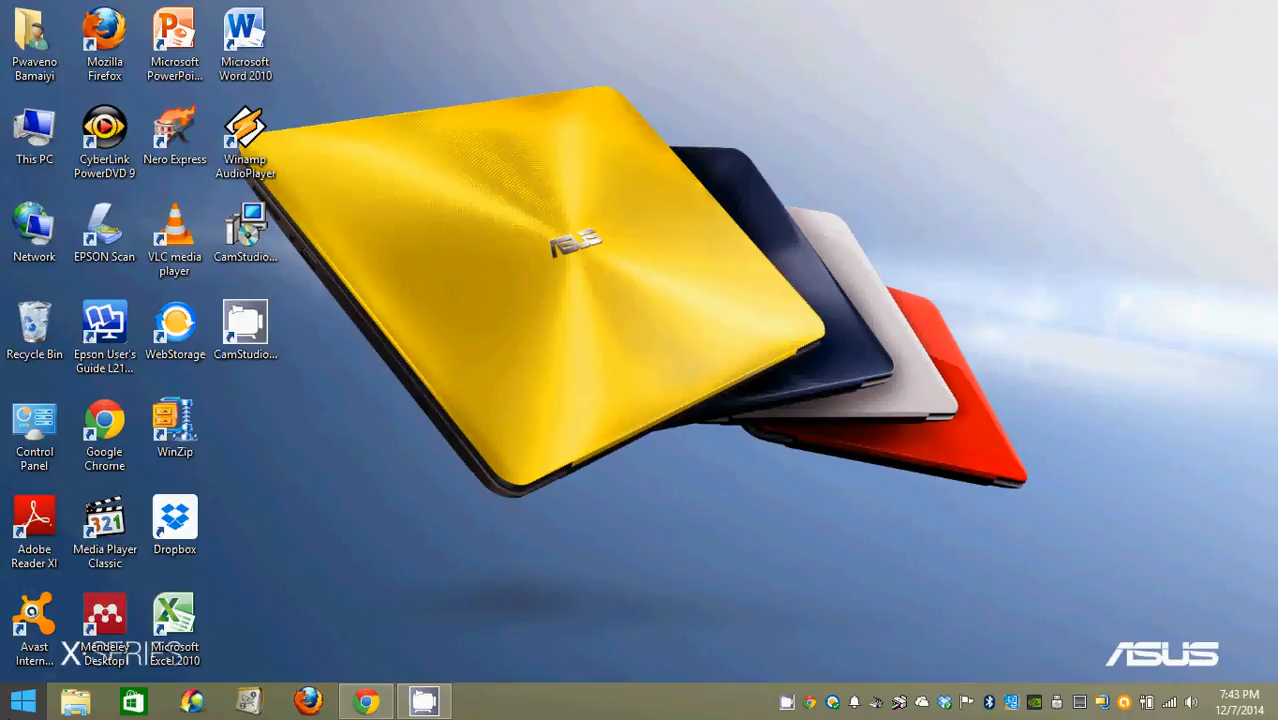 Pwaveno
Bamaiyi
Mozilla
Firefox
Microsoft
PowerPoi...
Microsoft
Word 2010
This PC
CyberLink
PowerDVD 9
Nero Express
Winamp
AudioPlayer
Network
EPSON Scan
VLC media
player
CamStudio...
Recycle Bin
Epson User's
Guide L21...
WebStorage
CamStudio...
Control
Panel
Google
Chrome
WinZip
Adobe
Reader XI
Media Player
Classic
321
Dropbox
Avast
Intern...
Mendeley
Desktop
Microsoft
Excel 2010
X-SERIES
ASUS
ASUS
7:43 PM
12/7/2014